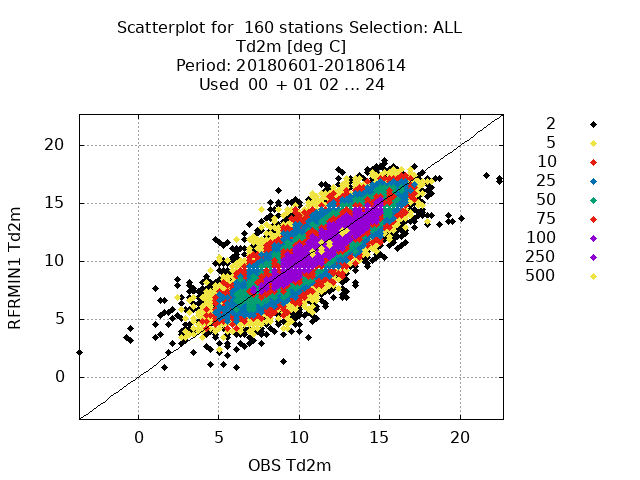 Scatterplot for 160 stations Selection: ALL
Td2m [deg C]
Period: 20180601-20180614
Used 00 + 01 02 ... 24
RFRMIN1 Td2m
20
15
10
5
0
0 5 10 15 20
OBS Td2m
2
5
10
25
50
75
100
250
500